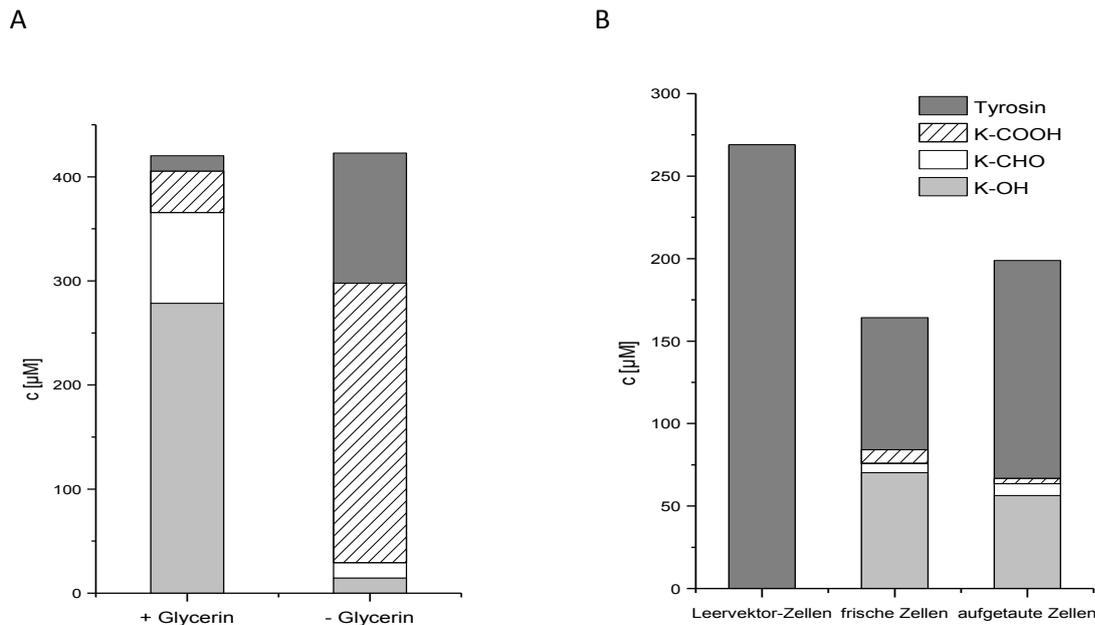 A
B
400
300
200
100
0
c [µM]
+ Glycerin
- Glycerin
300
250
200
150
100
50
0
c [µM]
Tyrosin
K-COOH
K-CHO
K-OH
Leervektor-Zellen
frische Zellen
aufgetaute Zellen